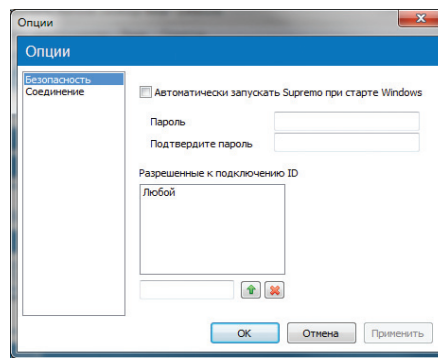 Опции
Опции
Безопасность
Соединение
Автоматически запускать Supremo при старте Windows
Пароль
Подтвердите пароль
Разрешенные к подключению ID
Любой
OK
Отмена
Применить